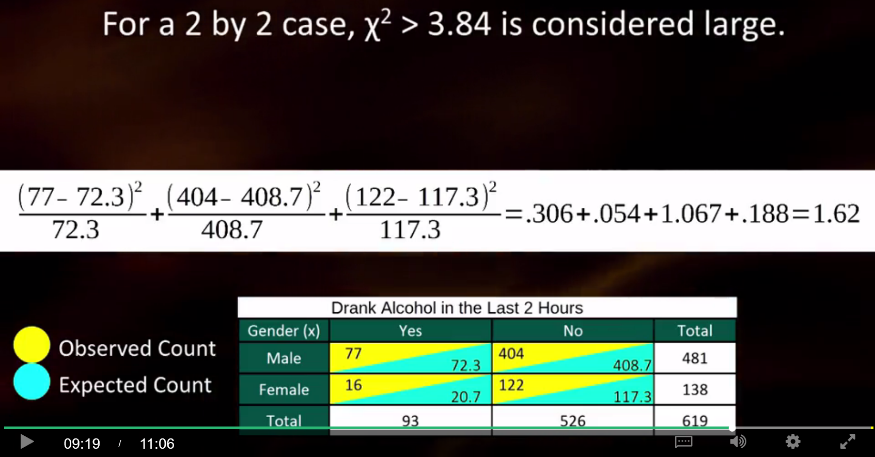 For a 2 by 2 case, χ² > 3.84 is considered large.
(77– 72.3)²/72.3 + (404– 408.7)²/408.7 + (122– 117.3)²/117.3 =.306+.054+1.067+.188=1.62
Drank Alcohol in the Last 2 Hours
Gender (x) Yes No Total
Observed Count
Male 77 72.3 404 408.7 481
Expected Count
Female 16 20.7 122 117.3 138
Total 93 526 619
09:19 / 11:06